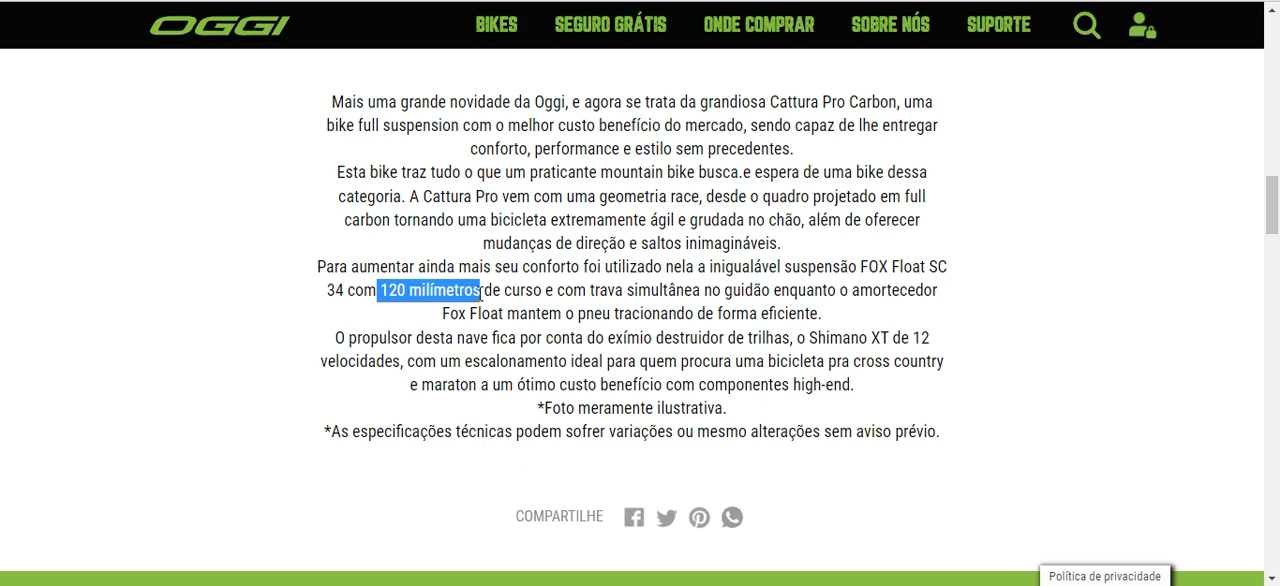 OGGI BIKES SEGURO GRÁTIS ONDE COMPRAR SOBRE NÓS SUPORTE
Mais uma grande novidade da Oggi, e agora se trata da grandiosa Cattura Pro Carbon, uma
bike full suspension com o melhor custo benefício do mercado, sendo capaz de lhe entregar
conforto, performance e estilo sem precedentes.
Esta bike traz tudo o que um praticante mountain bike busca.e espera de uma bike dessa
categoria. A Cattura Pro vem com uma geometria race, desde o quadro projetado em full
carbon tornando uma bicicleta extremamente ágil e grudada no chão, além de oferecer
mudanças de direção e saltos inimagináveis.
Para aumentar ainda mais seu conforto foi utilizado nela a inigualável suspensão FOX Float SC
34 com 120 milímetros de curso e com trava simultânea no guidão enquanto o amortecedor
Fox Float mantem o pneu tracionando de forma eficiente.
O propulsor desta nave fica por conta do exímio destruidor de trilhas, o Shimano XT de 12
velocidades, com um escalonamento ideal para quem procura uma bicicleta pra cross country
e maraton a um ótimo custo benefício com componentes high-end.
*Foto meramente ilustrativa.
*As especificações técnicas podem sofrer variações ou mesmo alterações sem aviso prévio.
COMPARTILHE
Política de privacidade